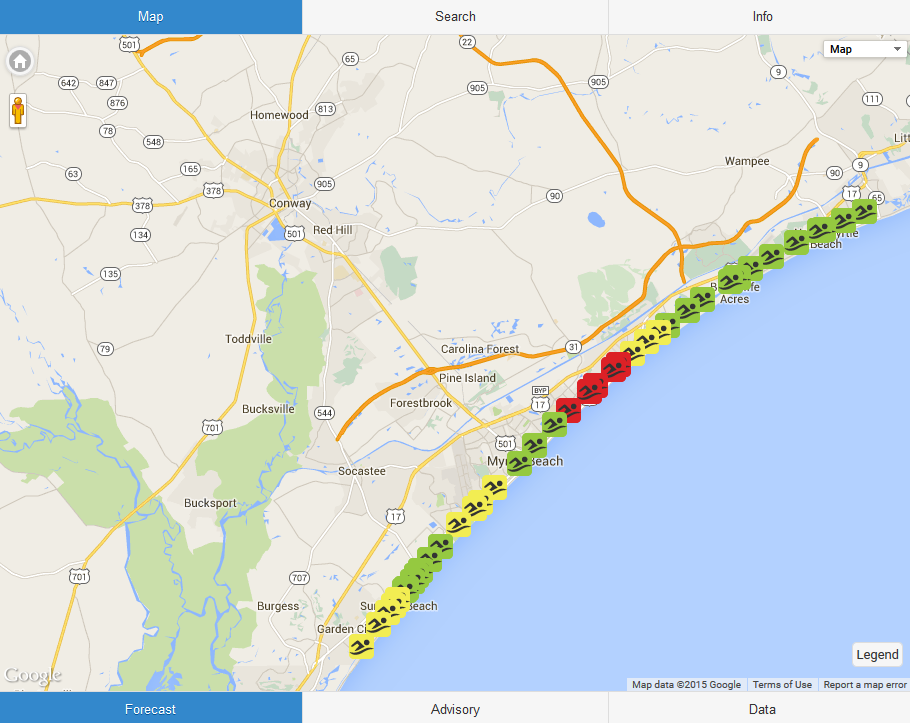 Map Search Info
501
22
Map
65
9
642
847
905
905
111
876
813
Homewood
78
548
Wampee
9
165
63
90
378
905
378
90
17
65
Conway
134
501
Red Hill
Beach
135
Acres
Toddville
79
Carolina Forest
31
Pine Island
BYP
17
Forestbrook
Bucksville
544
701
501
Beach
Socastee
Bucksport
17
701
707
Burgess
Beach
Garden
Legend
Google
Map data ©2015 Google Terms of Use Report a map error
Forecast Advisory Data